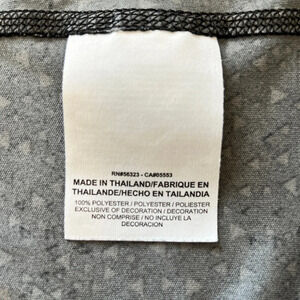 RN#56323 - CA#05553
MADE IN THAILAND/FABRIQUE EN
THAILANDE/HECHO EN TAILANDIA
100% POLYESTER / POLYESTER / POLIESTER
EXCLUSIVE OF DECORATION / DECORATION
NON COMPRISE / NO INCLUYE LA
DECORACION